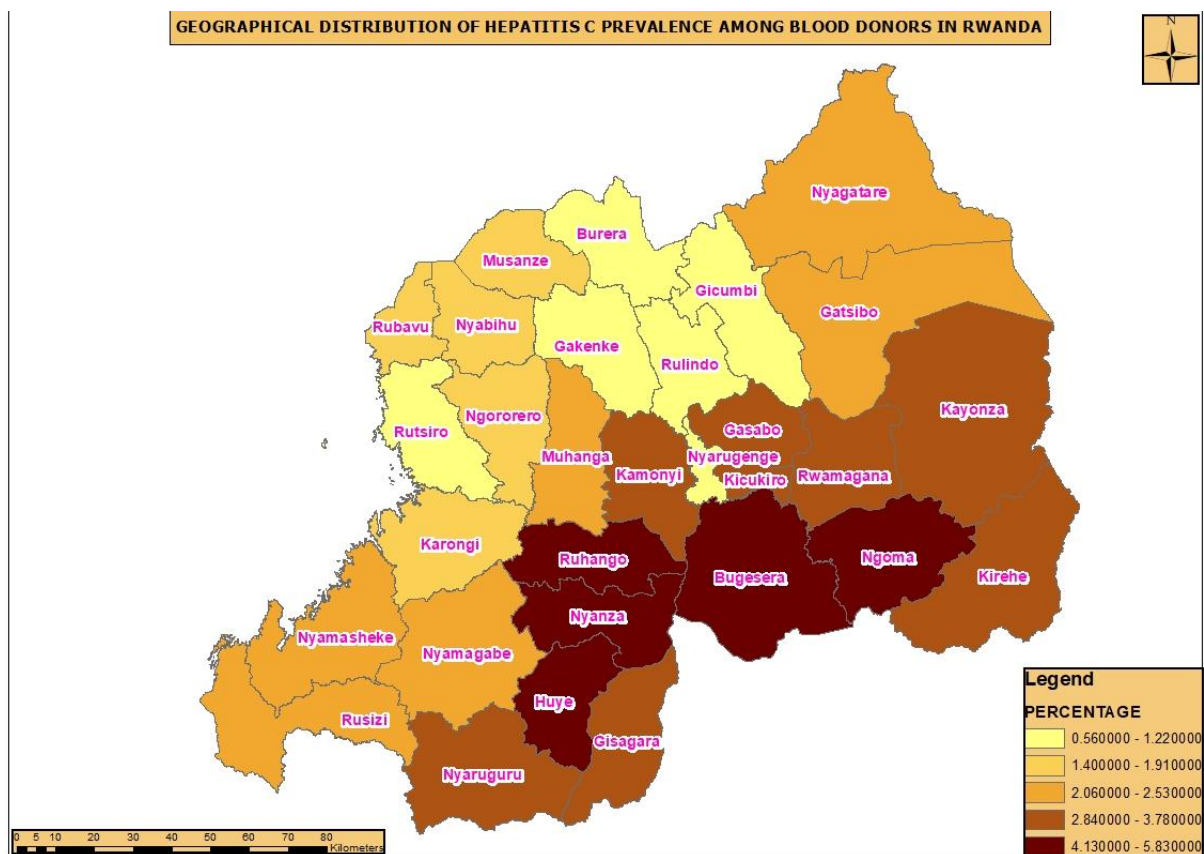 GEOGRAPHICAL DISTRIBUTION OF HEPATITIS C PREVALENCE AMONG BLOOD DONORS IN RWANDA
N
Nyagatare
Burera
Musanze
Gicumbi
Gatsibo
Rubavu
Nyabihu
Gakenke
Rulindo
Kayonza
Ngororero
Rutsiro
Gasabo
Muhanga
Nyarugenge
Kamonyi
Kicukiro
Rwamagana
Karongi
Ruhango
Bugesera
Ngoma
Kirehe
Nyanza
Nyamasheke
Nyamagabe
Huye
Rusizi
Gisagara
Nyaruguru
Legend
PERCENTAGE
0.560000 - 1.220000
1.400000 - 1.910000
2.060000 - 2.530000
2.840000 - 3.780000
4.130000 - 5.830000
0 5 10 20 30 40 50 60 70 80
Kilometers